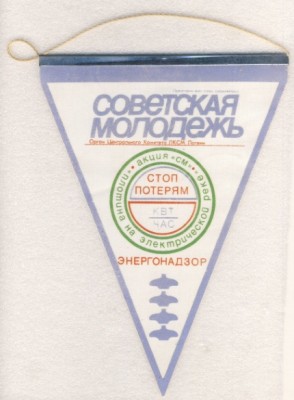 СОВЕТСКАЯ
МОЛОДЕЖЬ
Орган Центрального Комитета ЛКСМ Латвии
акция «СМ»
СТОП
ПОТЕРЯМ
КВТ
ЧАС
«плотина» на электрической реке
ЭНЕРГОНАДЗОР